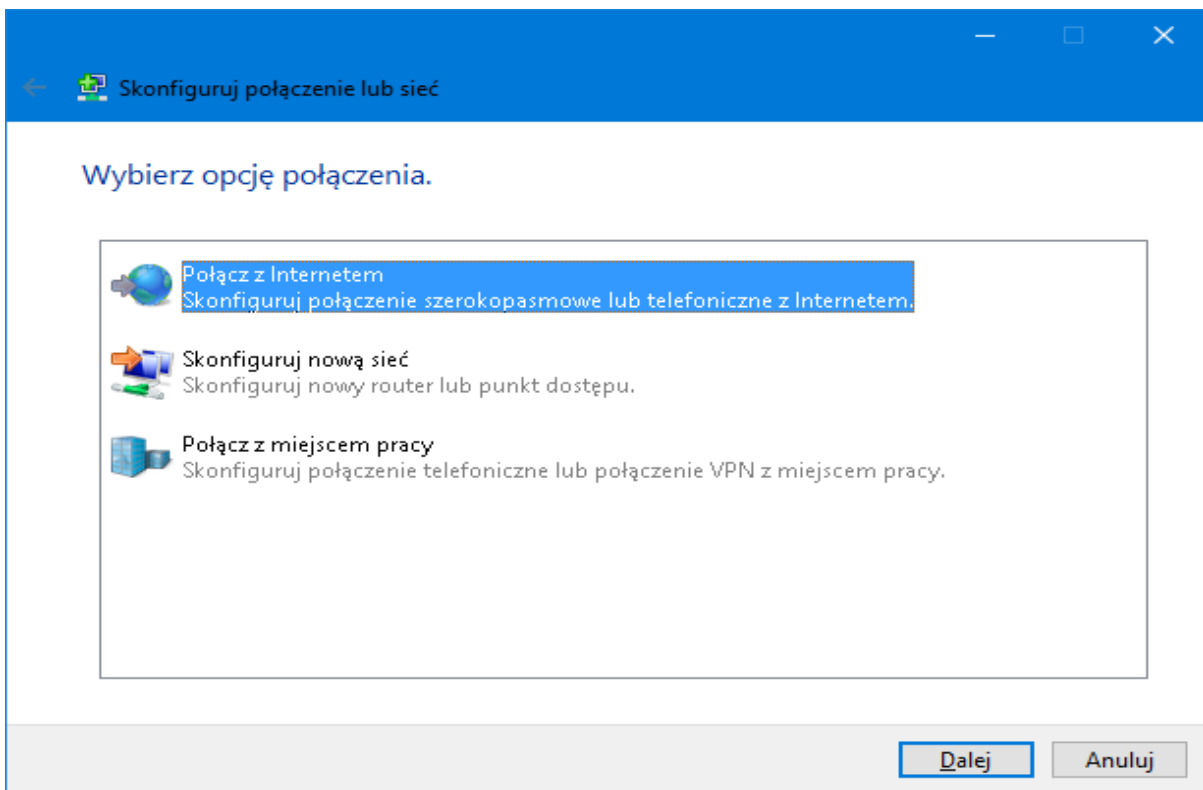 Skonfiguruj połączenie lub sieć
Wybierz opcję połączenia.
Połącz z Internetem
Skonfiguruj połączenie szerokopasmowe lub telefoniczne z Internetem.
Skonfiguruj nową sieć
Skonfiguruj nowy router lub punkt dostępu.
Połącz z miejscem pracy
Skonfiguruj połączenie telefoniczne lub połączenie VPN z miejscem pracy.
Dalej Anuluj